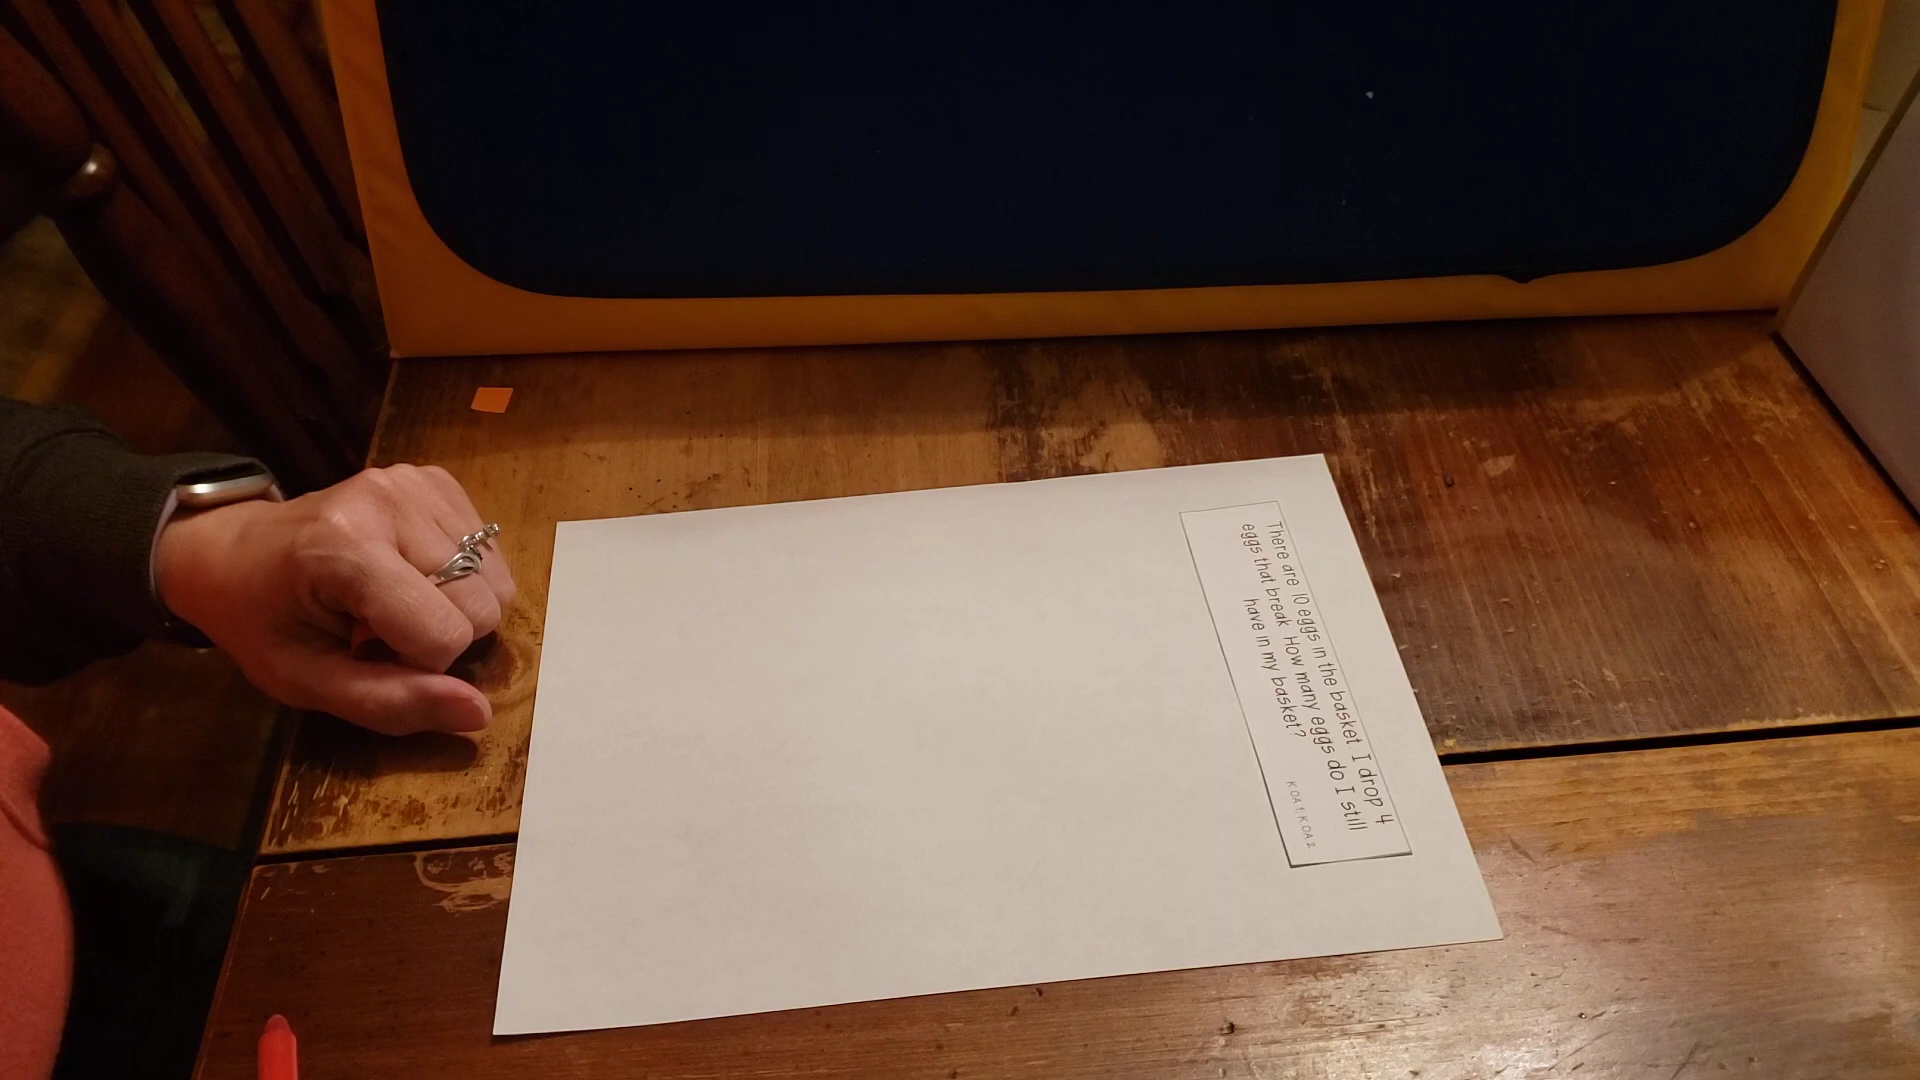 There are 10 eggs in the basket. I drop 4
eggs that break. How many eggs do I still
have in my basket?
K.OA.1, K.OA.2